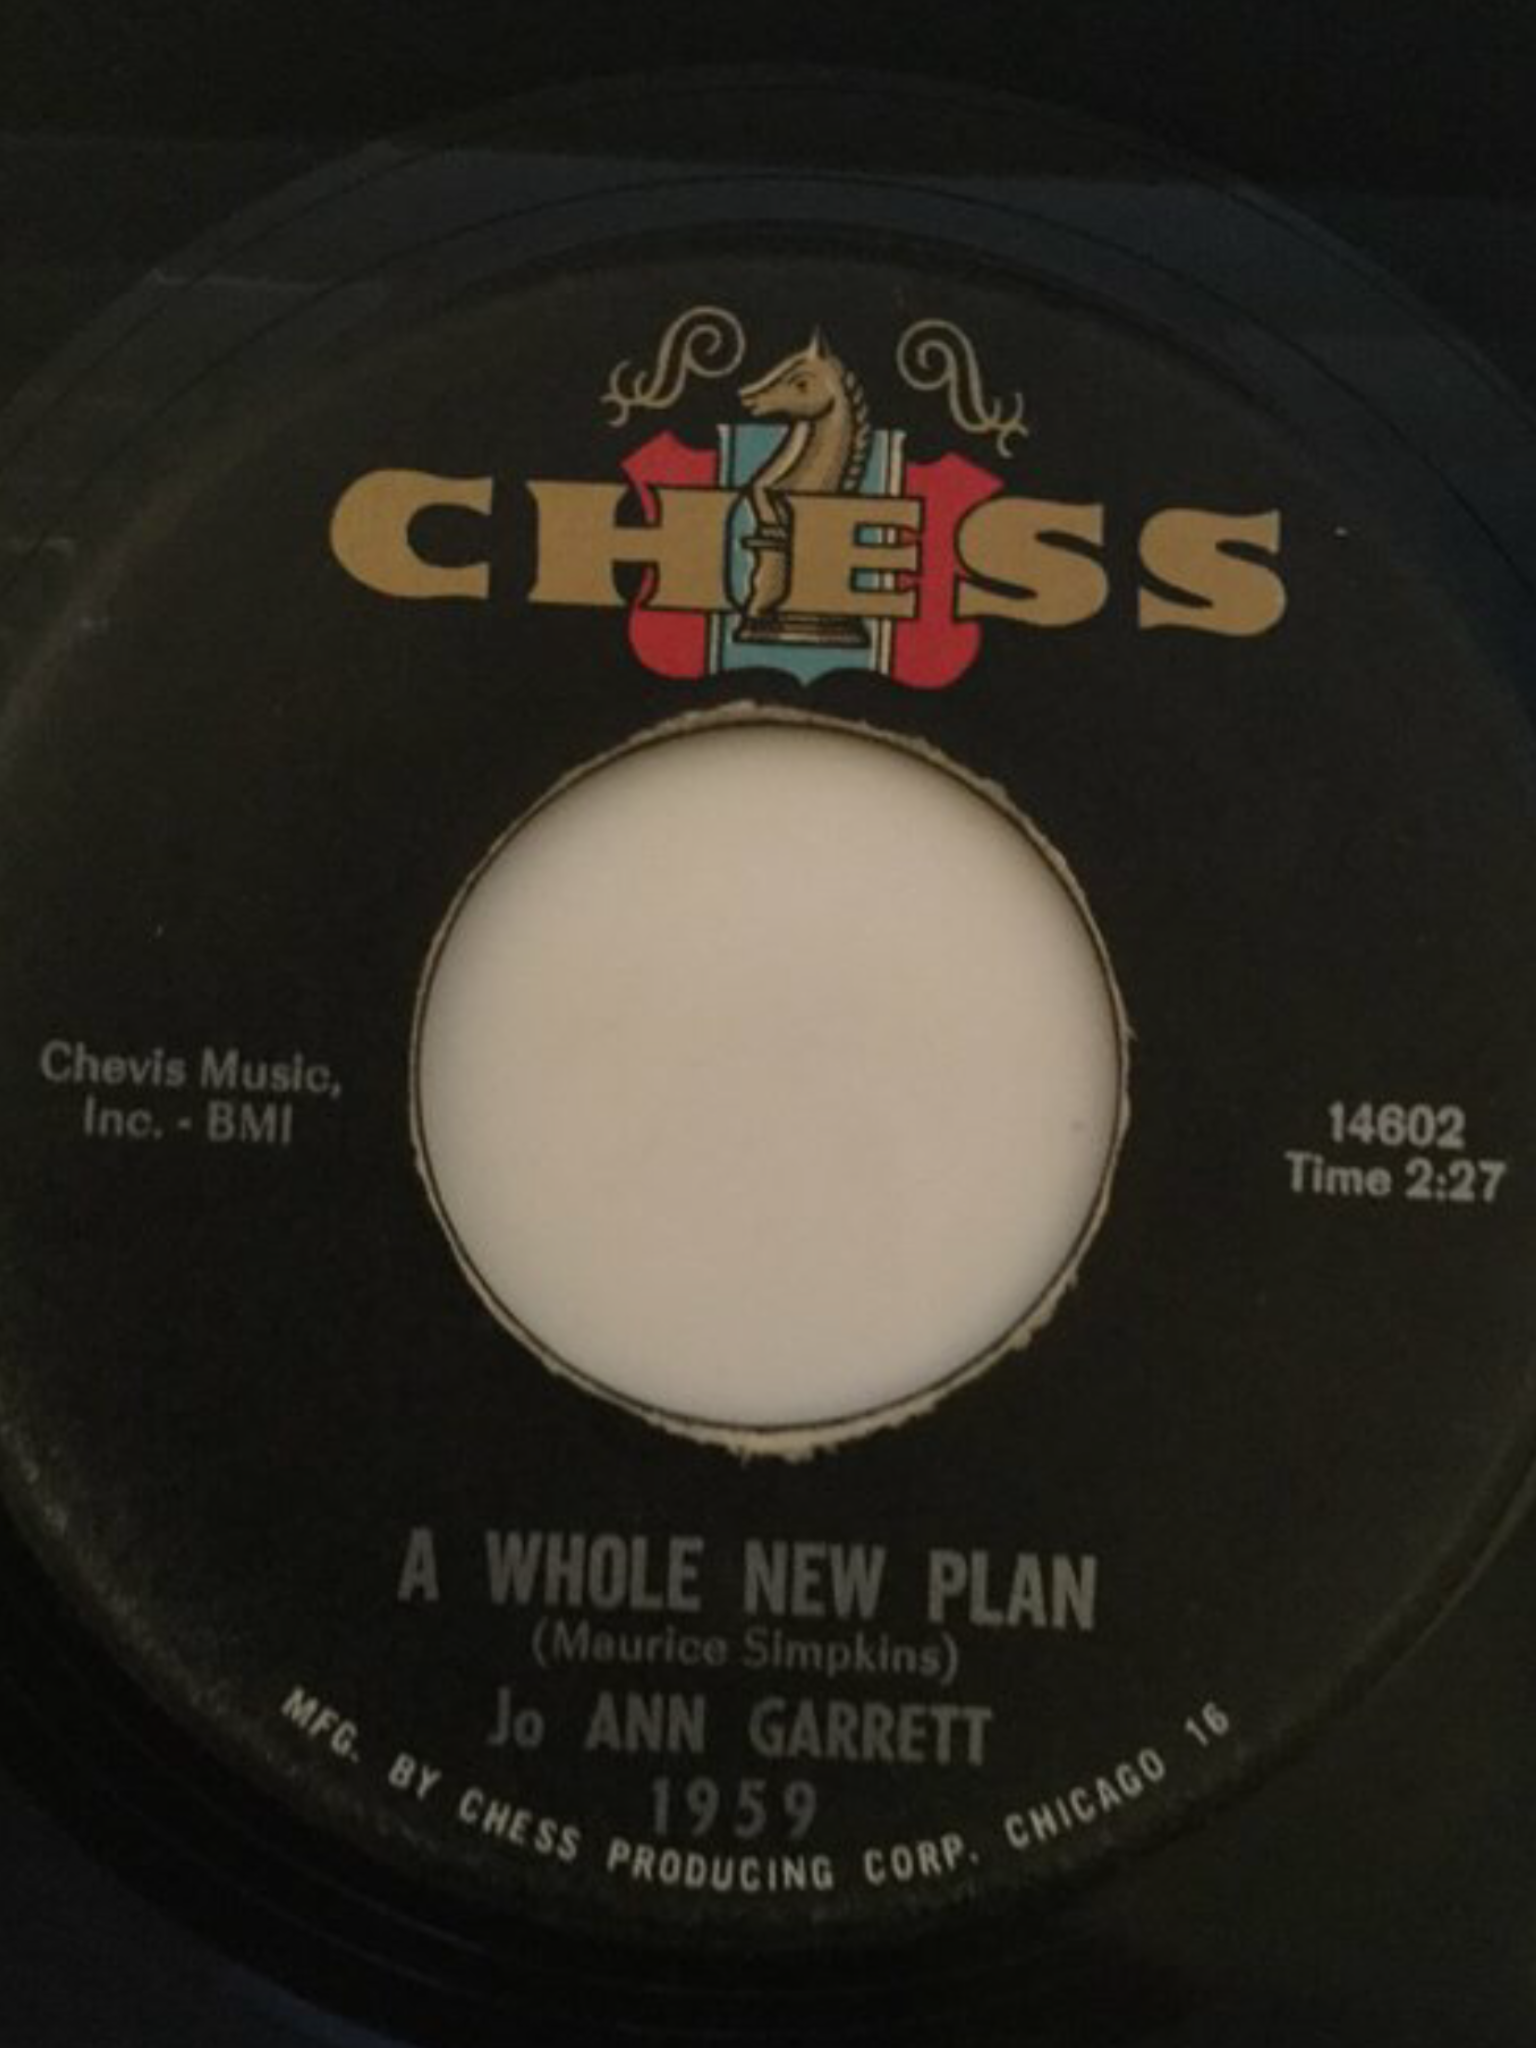 CHESS
Chevis Music,
Inc. - BMI
14602
Time 2:27
A WHOLE NEW PLAN
(Maurice Simpkins)
Jo ANN GARRETT
1959
MFG. BY CHESS PRODUCING CORP. CHICAGO 16